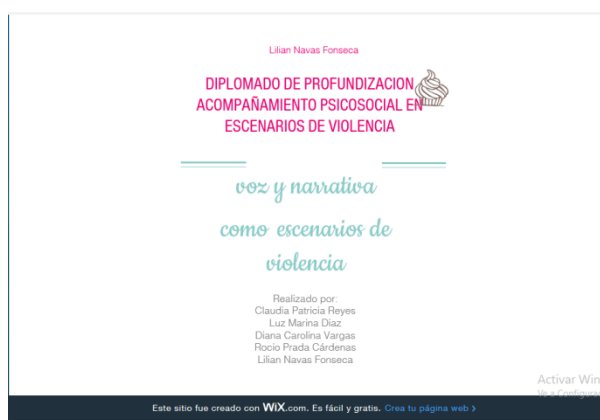 Lilian Navas Fonseca
DIPLOMADO DE PROFUNDIZACION
ACOMPAÑAMIENTO PSICOSOCIAL EN
ESCENARIOS DE VIOLENCIA
voz y narrativa
como escenarios de
violencia
Realizado por:
Claudia Patricia Reyes
Luz Marina Diaz
Diana Carolina Vargas
Rocio Prada Cárdenas
Lilian Navas Fonseca
Activar Win
Ve a Configurac
Este sitio fue creado con WiX.com. Es fácil y gratis. Crea tu página web >